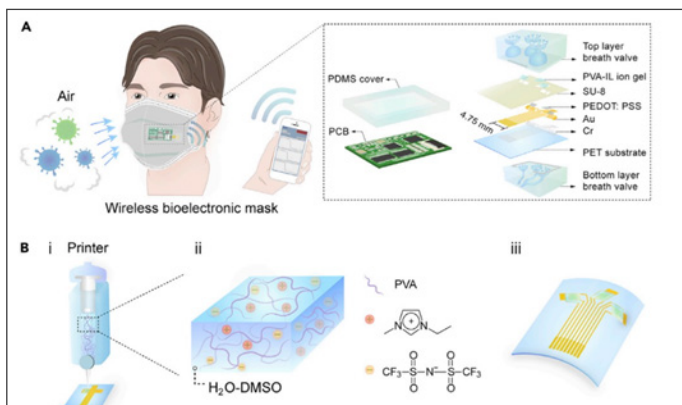 A
Air
Wireless bioelectronic mask
PDMS cover
PCB
4.75 mm
Top layer
breath valve
PVA-IL ion gel
SU-8
PEDOT: PSS
Au
Cr
PET substrate
Bottom layer
breath valve
B
i
Printer
ii
H₂O-DMSO
PVA
N
+
N
CF₃-S-N⁻-S-CF₃
O O
O O
iii